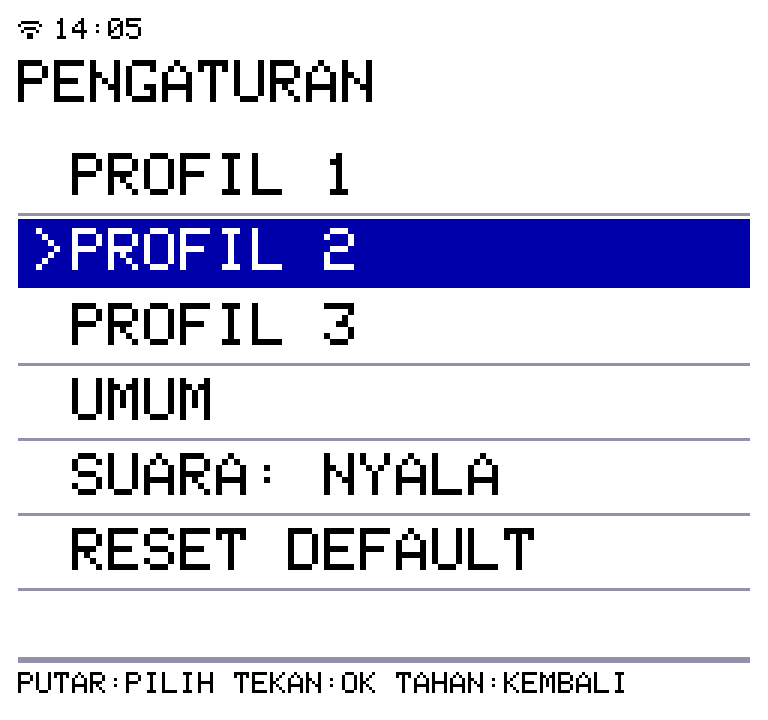 14:05
PENGATURAN
PROFIL 1
>PROFIL 2
PROFIL 3
UMUM
SUARA: NYALA
RESET DEFAULT
PUTAR:PILIH TEKAN:OK TAHAN:KEMBALI